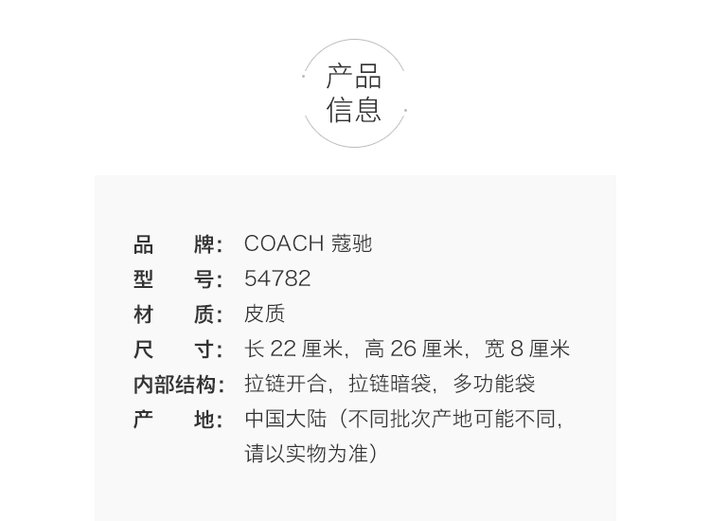 产品
信息
品 牌： COACH 蔻驰
型 号： 54782
材 质： 皮质
尺 寸： 长 22 厘米，高 26 厘米，宽 8 厘米
内部结构： 拉链开合，拉链暗袋，多功能袋
产 地： 中国大陆（不同批次产地可能不同，
请以实物为准）